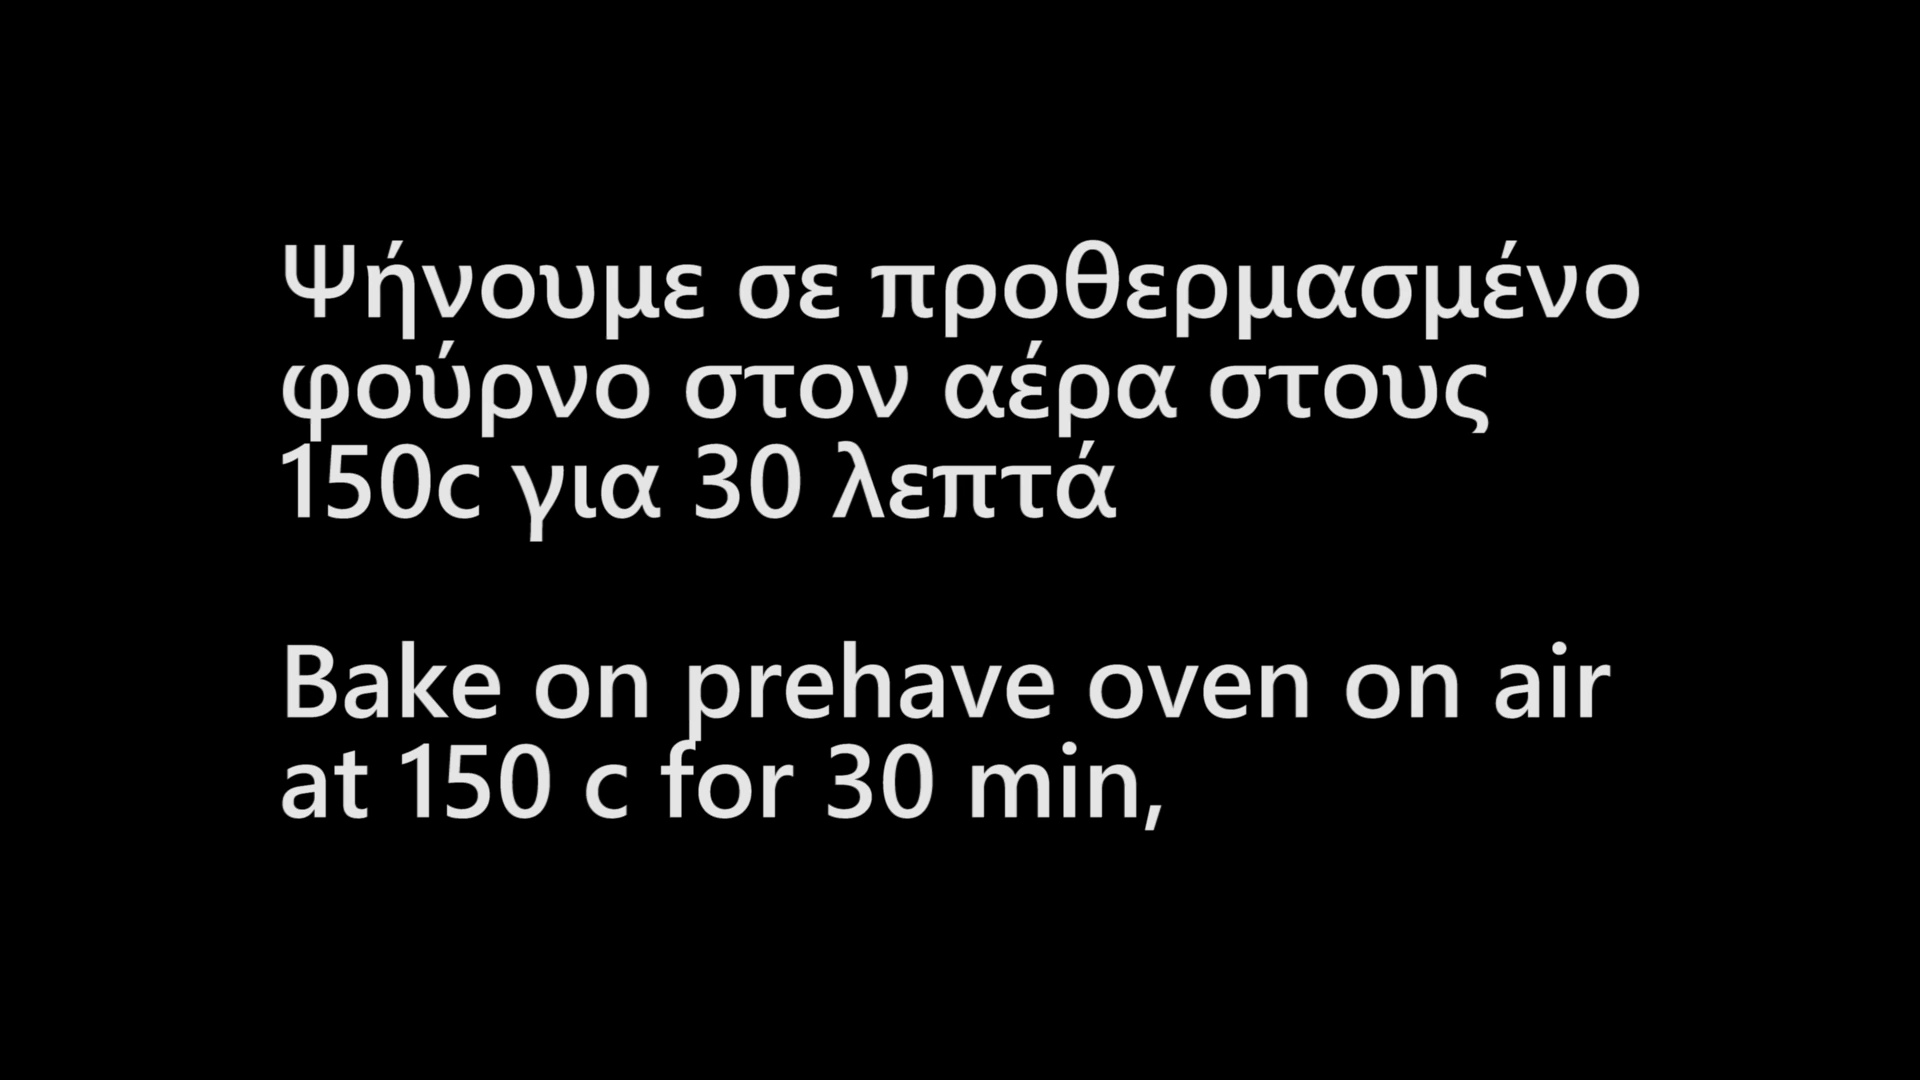 Ψήνουμε σε προθερμασμένο
φούρνο στον αέρα στους
150c για 30 λεπτά
Bake on prehave oven on air
at 150 c for 30 min,